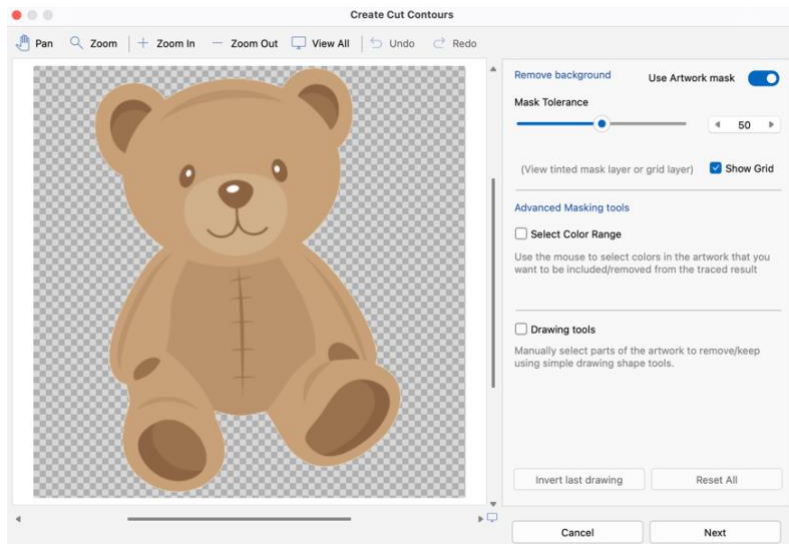 Create Cut Contours
Pan Zoom Zoom In Zoom Out View All Undo Redo
Remove background Use Artwork mask
Mask Tolerance
50
(View tinted mask layer or grid layer) Show Grid
Advanced Masking tools
Select Color Range
Use the mouse to select colors in the artwork that you
want to be included/removed from the traced result
Drawing tools
Manually select parts of the artwork to remove/keep
using simple drawing shape tools.
Invert last drawing Reset All
Cancel Next